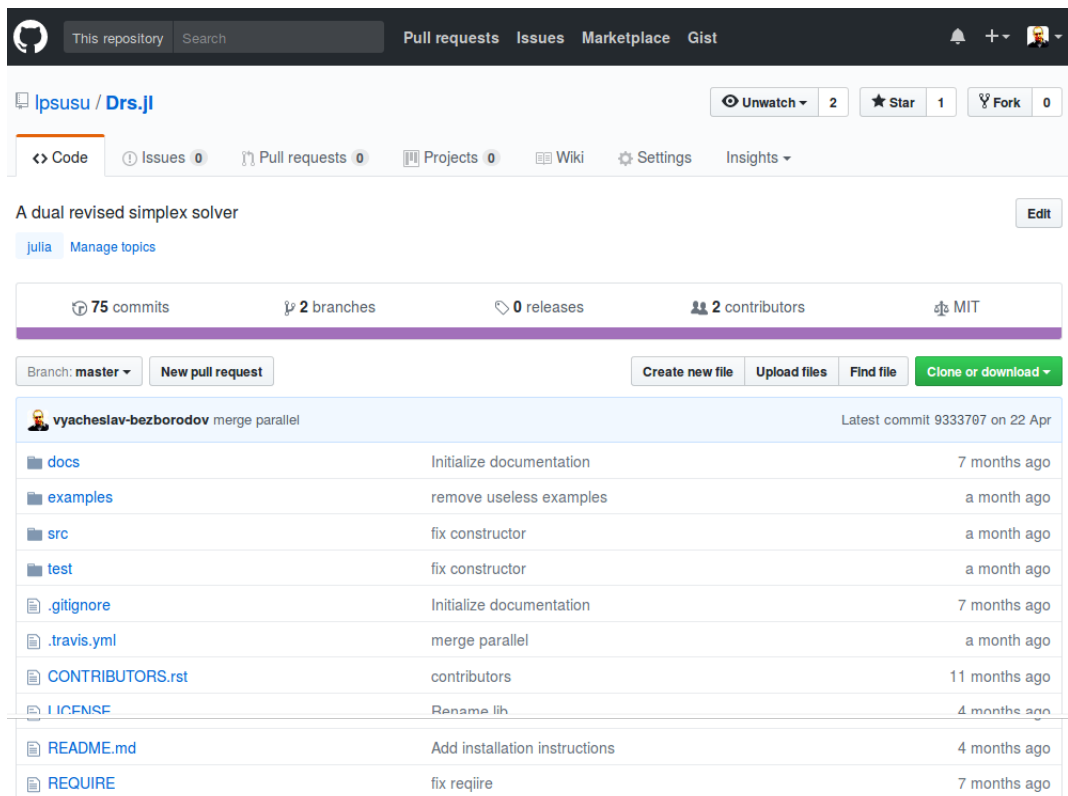 This repository Search Pull requests Issues Marketplace Gist
lpsusu / Drs.jl Unwatch 2 Star 1 Fork 0
Code Issues 0 Pull requests 0 Projects 0 Wiki Settings Insights
A dual revised simplex solver Edit
julia Manage topics
75 commits 2 branches 0 releases 2 contributors MIT
Branch: master New pull request Create new file Upload files Find file Clone or download
vyacheslav-bezborodov merge parallel Latest commit 9333707 on 22 Apr
docs Initialize documentation 7 months ago
examples remove useless examples a month ago
src fix constructor a month ago
test fix constructor a month ago
.gitignore Initialize documentation 7 months ago
.travis.yml merge parallel a month ago
CONTRIBUTORS.rst contributors 11 months ago
LICENSE Rename lib 4 months ago
README.md Add installation instructions 4 months ago
REQUIRE fix reqiire 7 months ago